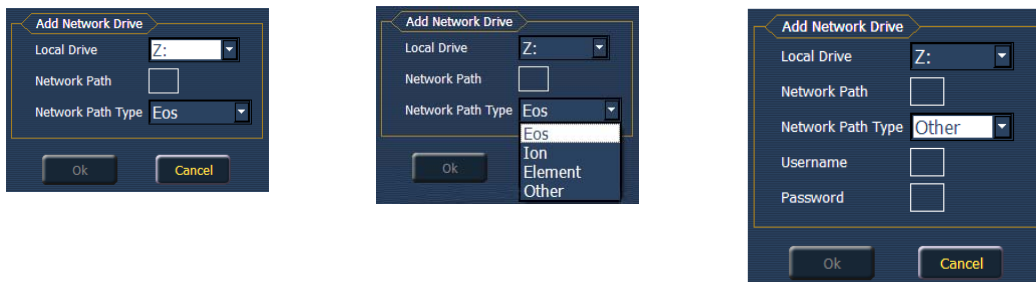 Add Network Drive
Local Drive Z:
Network Path
Network Path Type Eos
Ok Cancel
Add Network Drive
Local Drive Z:
Network Path
Network Path Type Eos
Eos
Ion
Element
Other
Ok
Add Network Drive
Local Drive Z:
Network Path
Network Path Type Other
Username
Password
Ok Cancel